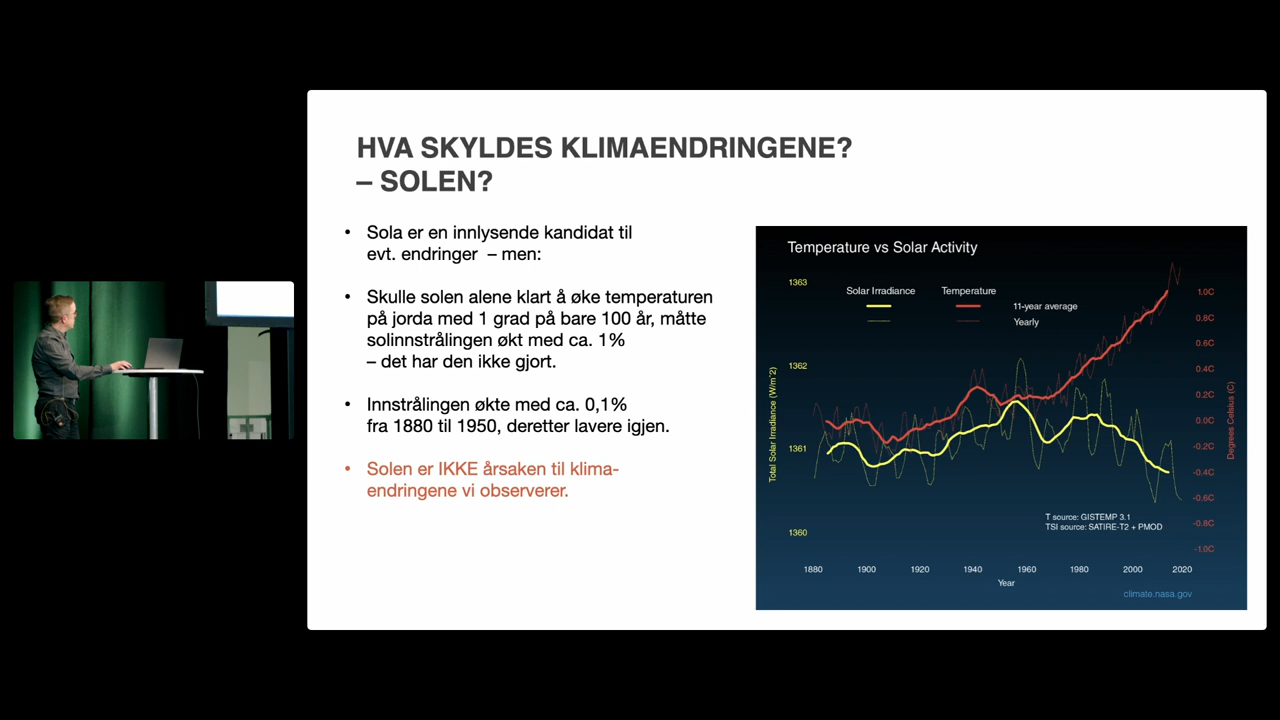 HVA SKYLDES KLIMAENDRINGENE?
– SOLEN?
• Sola er en innlysende kandidat til
evt. endringer – men:
• Skulle solen alene klart å øke temperaturen
på jorda med 1 grad på bare 100 år, måtte
solinnstrålingen økt med ca. 1%
– det har den ikke gjort.
• Innstrålingen økte med ca. 0,1%
fra 1880 til 1950, deretter lavere igjen.
• Solen er IKKE årsaken til klima-
endringene vi observerer.
Temperature vs Solar Activity
Solar Irradiance Temperature
11-year average
Yearly
Total Solar Irradiance (W/m^2)
1363
1362
1361
1360
1.0C
0.8C
0.6C
0.4C
0.2C
0.0C
-0.2C
-0.4C
-0.6C
-0.8C
-1.0C
Degrees Celsius (C)
T source: GISTEMP 3.1
TSI source: SATIRE-T2 + PMOD
1880 1900 1920 1940 1960 1980 2000 2020
Year
climate.nasa.gov